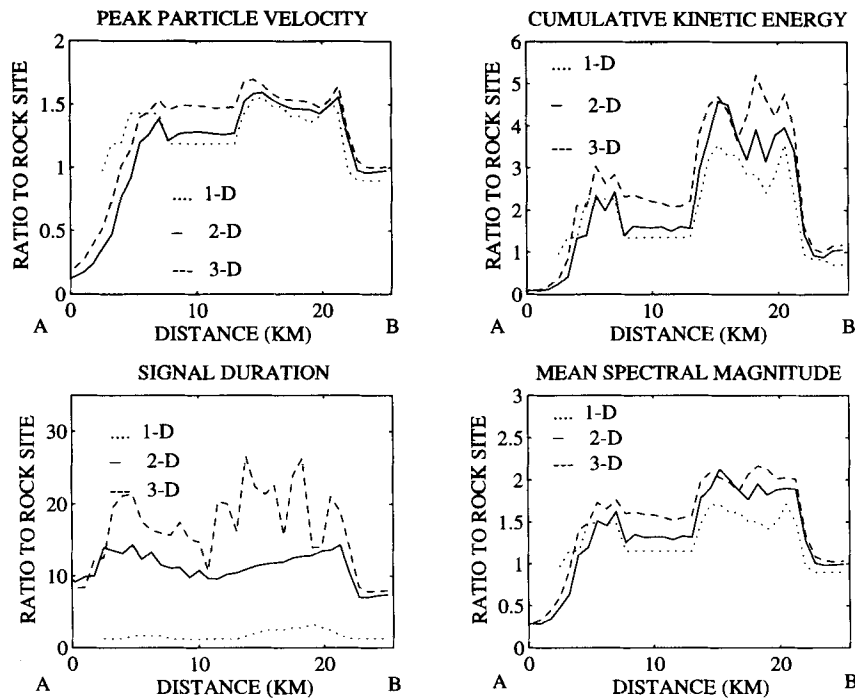 PEAK PARTICLE VELOCITY
RATIO TO ROCK SITE
2
1.5
1
0.5
0
1-D
2-D
3-D
0 10 20
A DISTANCE (KM) B
CUMULATIVE KINETIC ENERGY
RATIO TO ROCK SITE
6
5
4
3
2
1
0
1-D
2-D
3-D
0 10 20
A DISTANCE (KM) B
SIGNAL DURATION
RATIO TO ROCK SITE
30
20
10
0
1-D
2-D
3-D
0 10 20
A DISTANCE (KM) B
MEAN SPECTRAL MAGNITUDE
RATIO TO ROCK SITE
3
2.5
2
1.5
1
0.5
0
1-D
2-D
3-D
0 10 20
A DISTANCE (KM) B